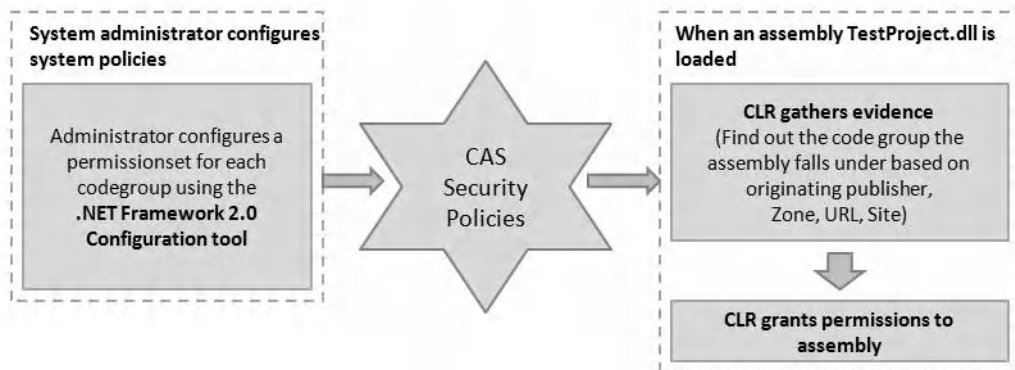 System administrator configures
system policies
Administrator configures a
permissionset for each
codegroup using the
.NET Framework 2.0
Configuration tool
CAS
Security
Policies
When an assembly TestProject.dll is
loaded
CLR gathers evidence
(Find out the code group the
assembly falls under based on
originating publisher,
Zone, URL, Site)
CLR grants permissions to
assembly